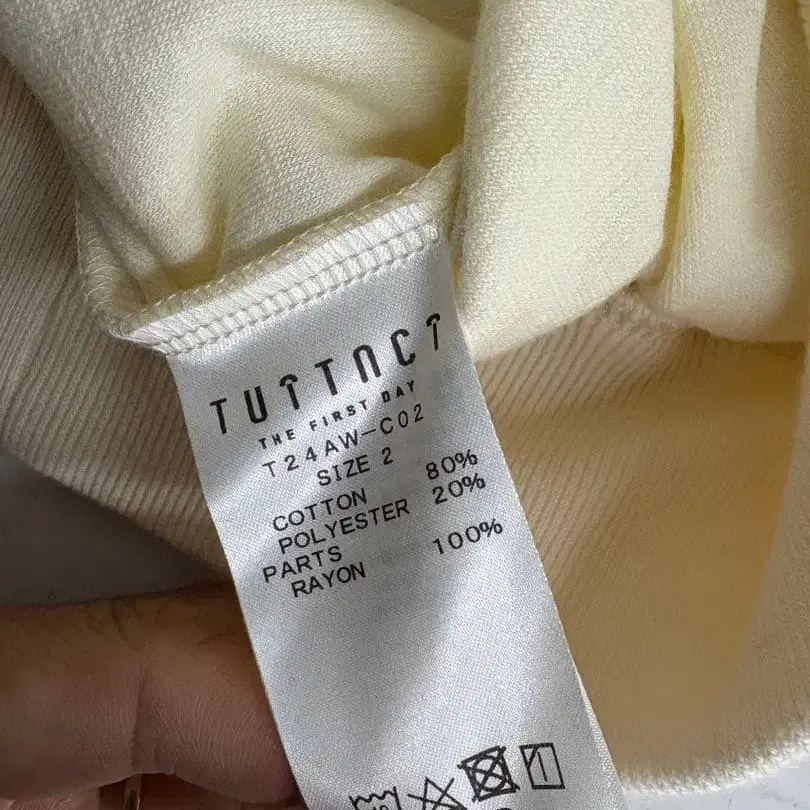 TUTTNCT
THE FIRST DAY
T24AW-C02
SIZE 2
COTTON 80%
POLYESTER 20%
PARTS
RAYON 100%